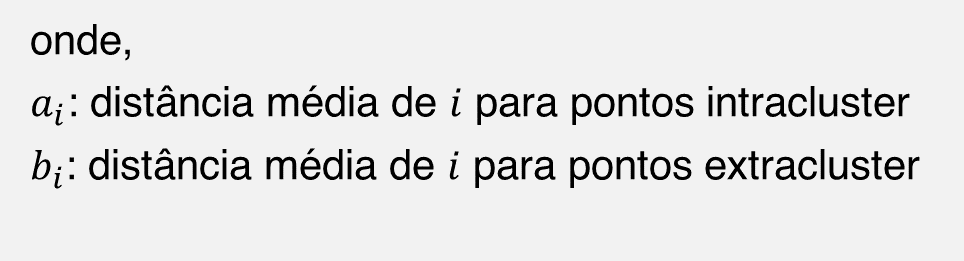 onde,
aᵢ: distância média de i para pontos intracluster
bᵢ: distância média de i para pontos extracluster